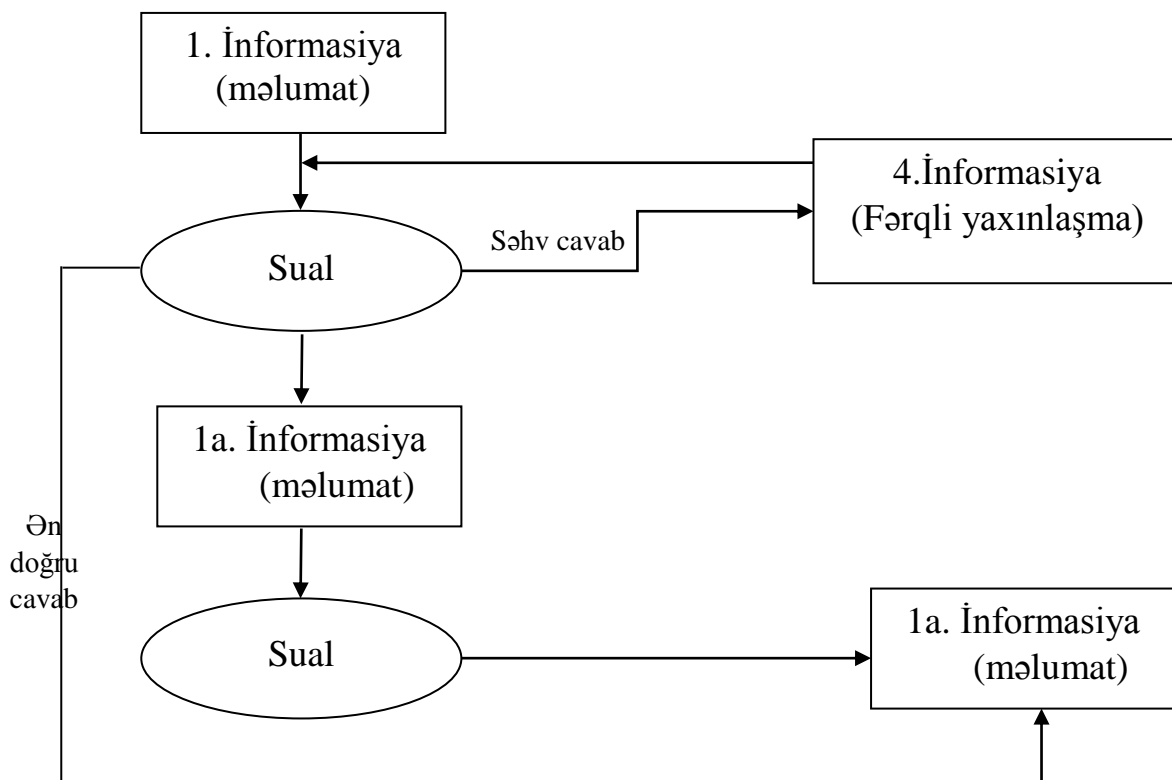 1. İnformasiya
(məlumat)
4.İnformasiya
(Fərqli yaxınlaşma)
Səhv cavab
Sual
1a. İnformasiya
(məlumat)
Ən
doğru
cavab
Sual
1a. İnformasiya
(məlumat)